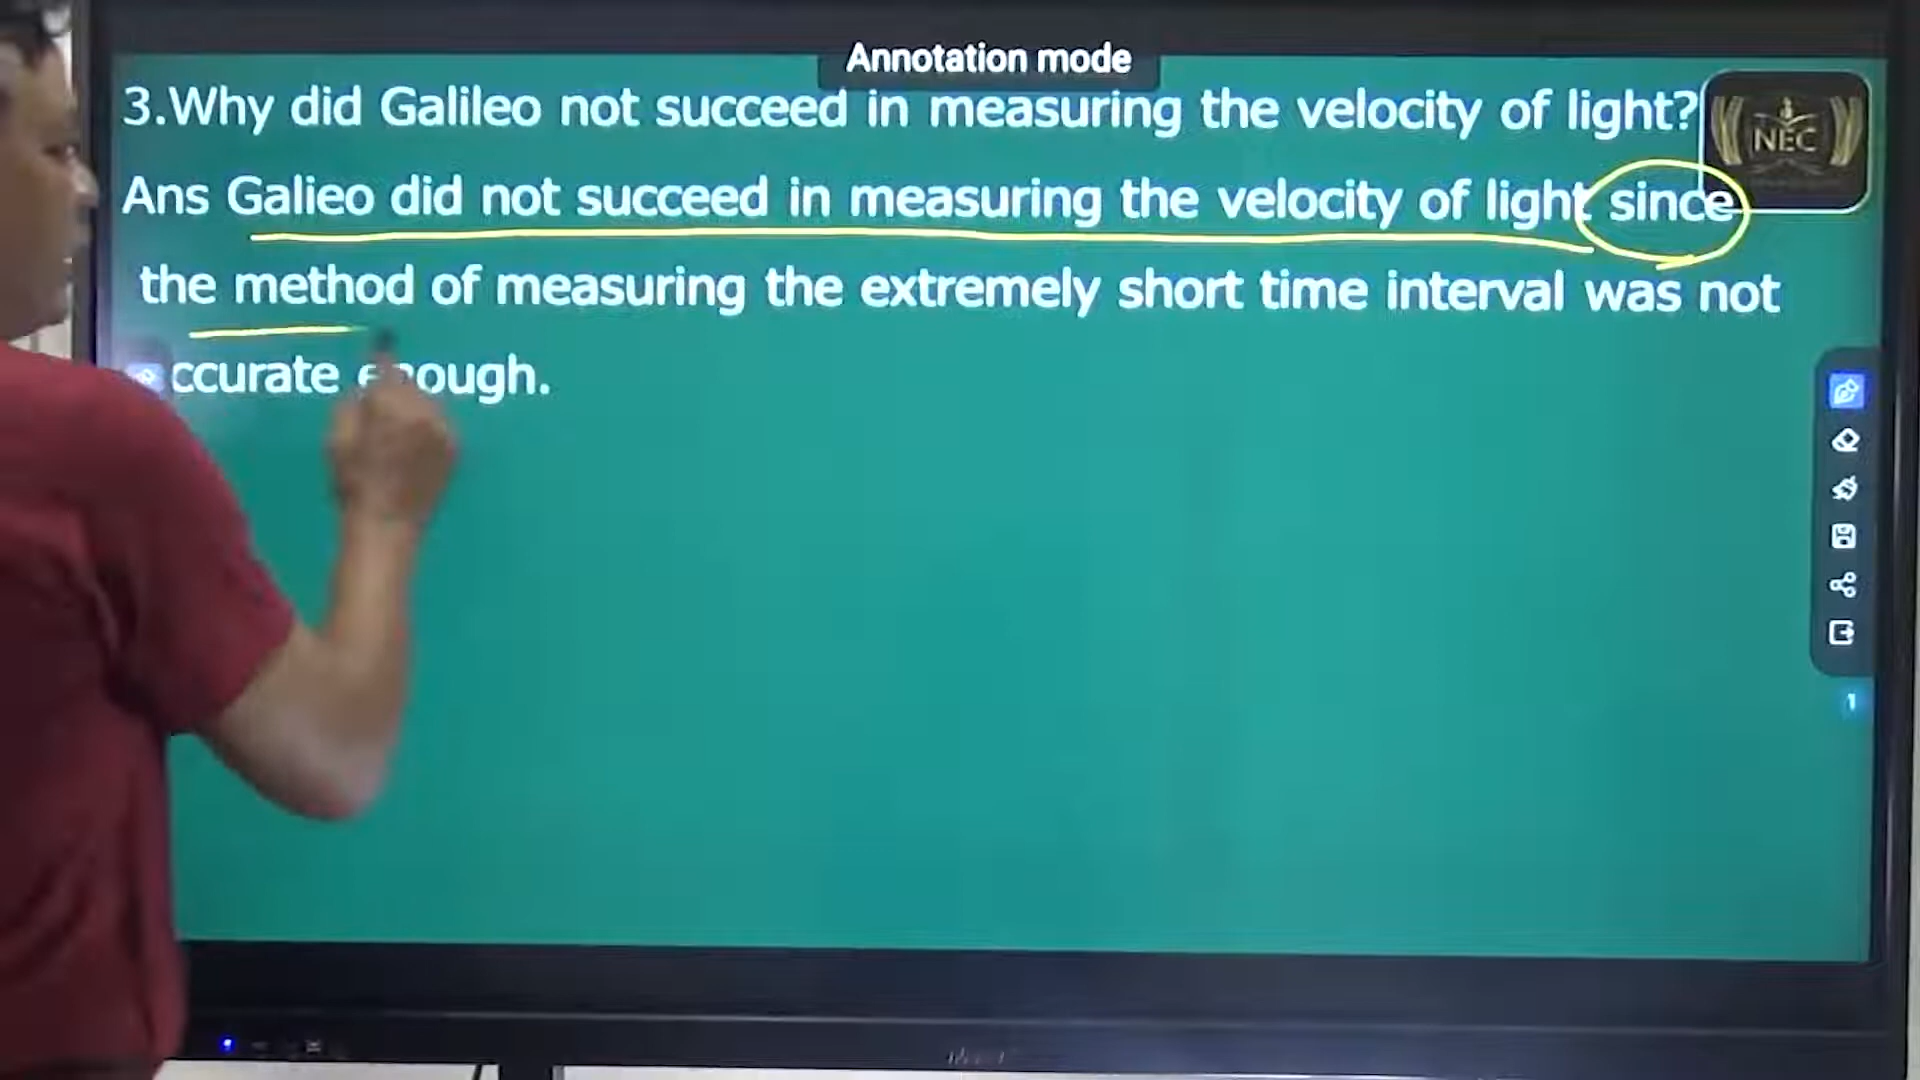 Annotation mode
3.Why did Galileo not succeed in measuring the velocity of light?
NEC
Ans Galieo did not succeed in measuring the velocity of light since
the method of measuring the extremely short time interval was not
ccurate enough.
1